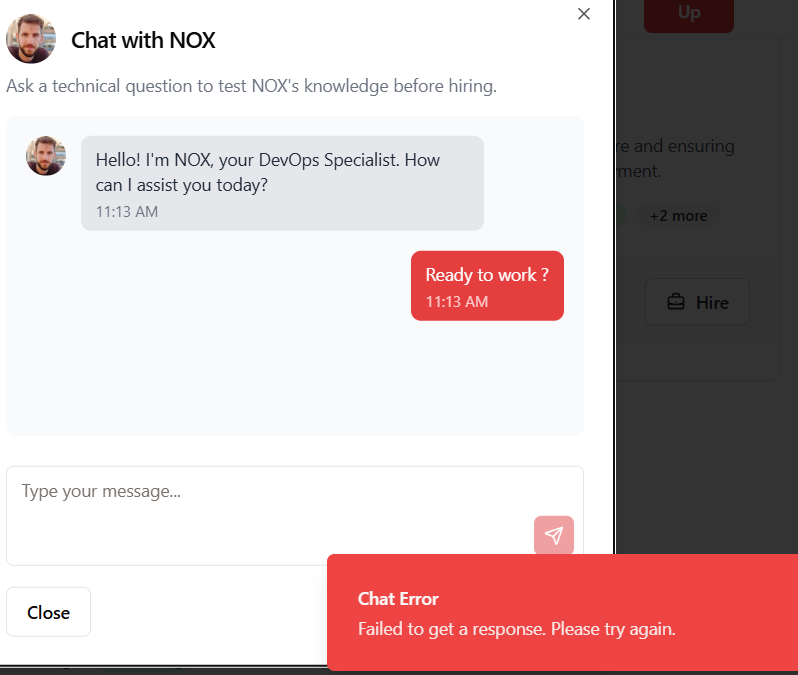 Up
Chat with NOX
Ask a technical question to test NOX's knowledge before hiring.
Hello! I'm NOX, your DevOps Specialist. How
can I assist you today?
11:13 AM
re and ensuring
ment.
+2 more
Ready to work ?
11:13 AM
Hire
Type your message...
Close
Chat Error
Failed to get a response. Please try again.